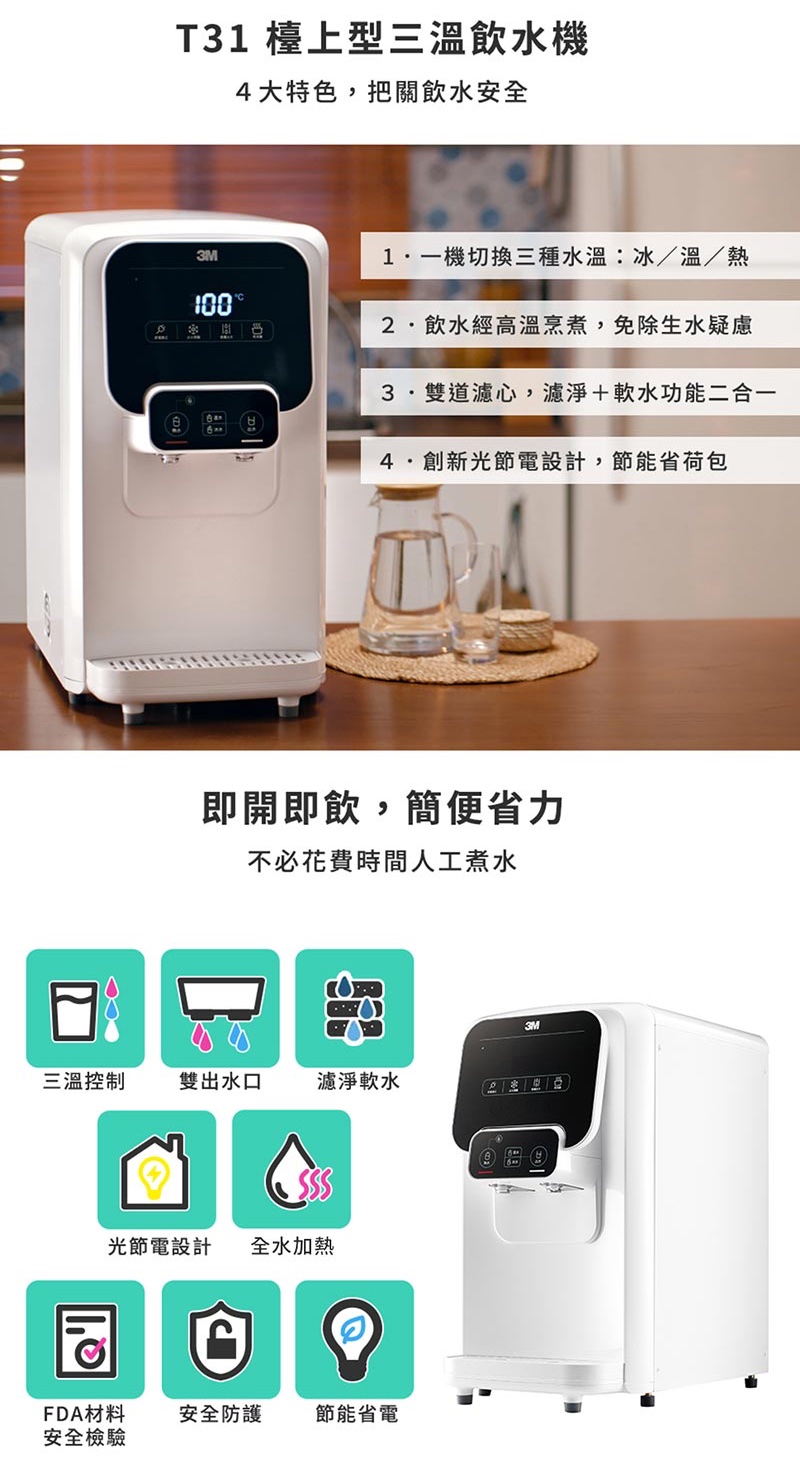 T31 檯上型三溫飲水機
4大特色，把關飲水安全
1．一機切換三種水溫：冰／溫／熱
2．飲水經高溫烹煮，免除生水疑慮
3．雙道濾心，濾淨＋軟水功能二合一
4．創新光節電設計，節能省荷包
3M
100°C
即開即飲，簡便省力
不必花費時間人工煮水
三溫控制
雙出水口
濾淨軟水
3M
光節電設計
全水加熱
FDA材料
安全檢驗
安全防護
節能省電